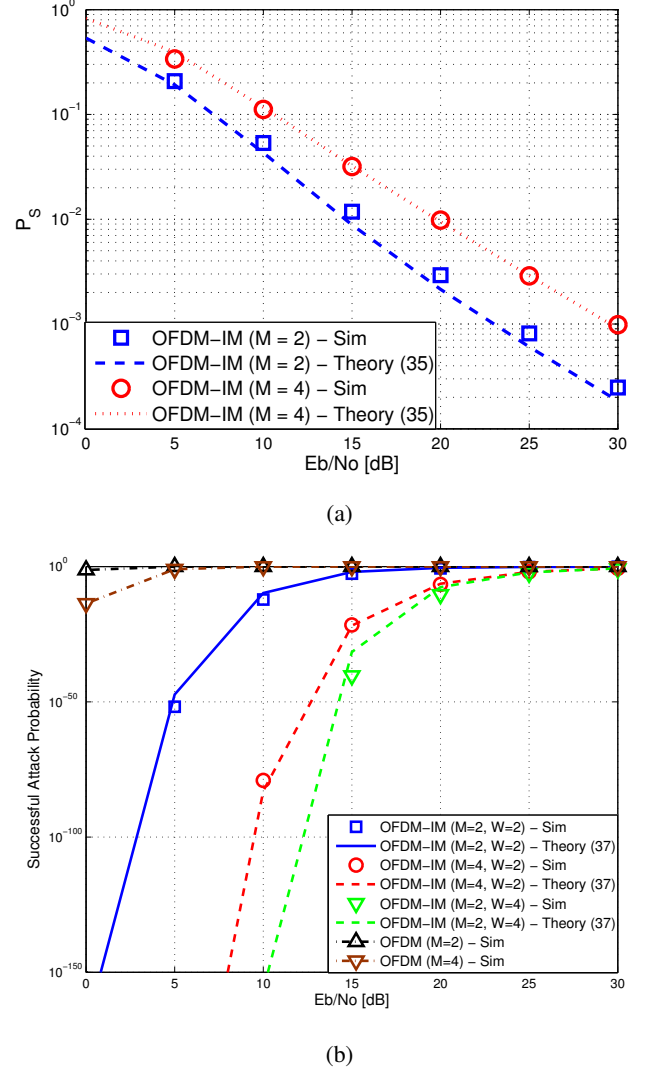 10^0
10^−1
10^−2
10^−3
10^−4
P_S
OFDM−IM (M = 2) − Sim
OFDM−IM (M = 2) − Theory (35)
OFDM−IM (M = 4) − Sim
OFDM−IM (M = 4) − Theory (35)
0 5 10 15 20 25 30
Eb/No [dB]
(a)
10^0
10^−50
10^−100
10^−150
Successful Attack Probability
OFDM−IM (M=2, W=2) − Sim
OFDM−IM (M=2, W=2) − Theory (37)
OFDM−IM (M=4, W=2) − Sim
OFDM−IM (M=4, W=2) − Theory (37)
OFDM−IM (M=2, W=4) − Sim
OFDM−IM (M=2, W=4) − Theory (37)
OFDM (M=2) − Sim
OFDM (M=4) − Sim
0 5 10 15 20 25 30
Eb/No [dB]
(b)